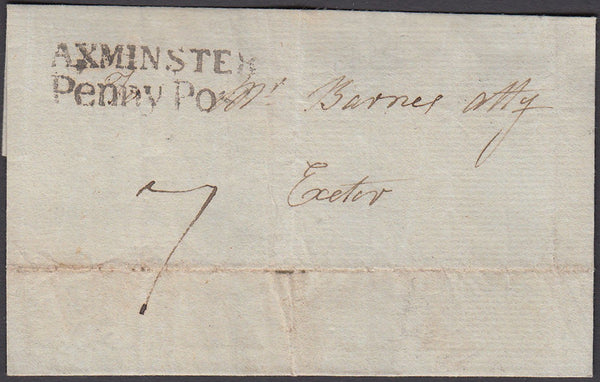 AXMINSTER
Penny Post
Mr. Barnes atty
Exeter
7